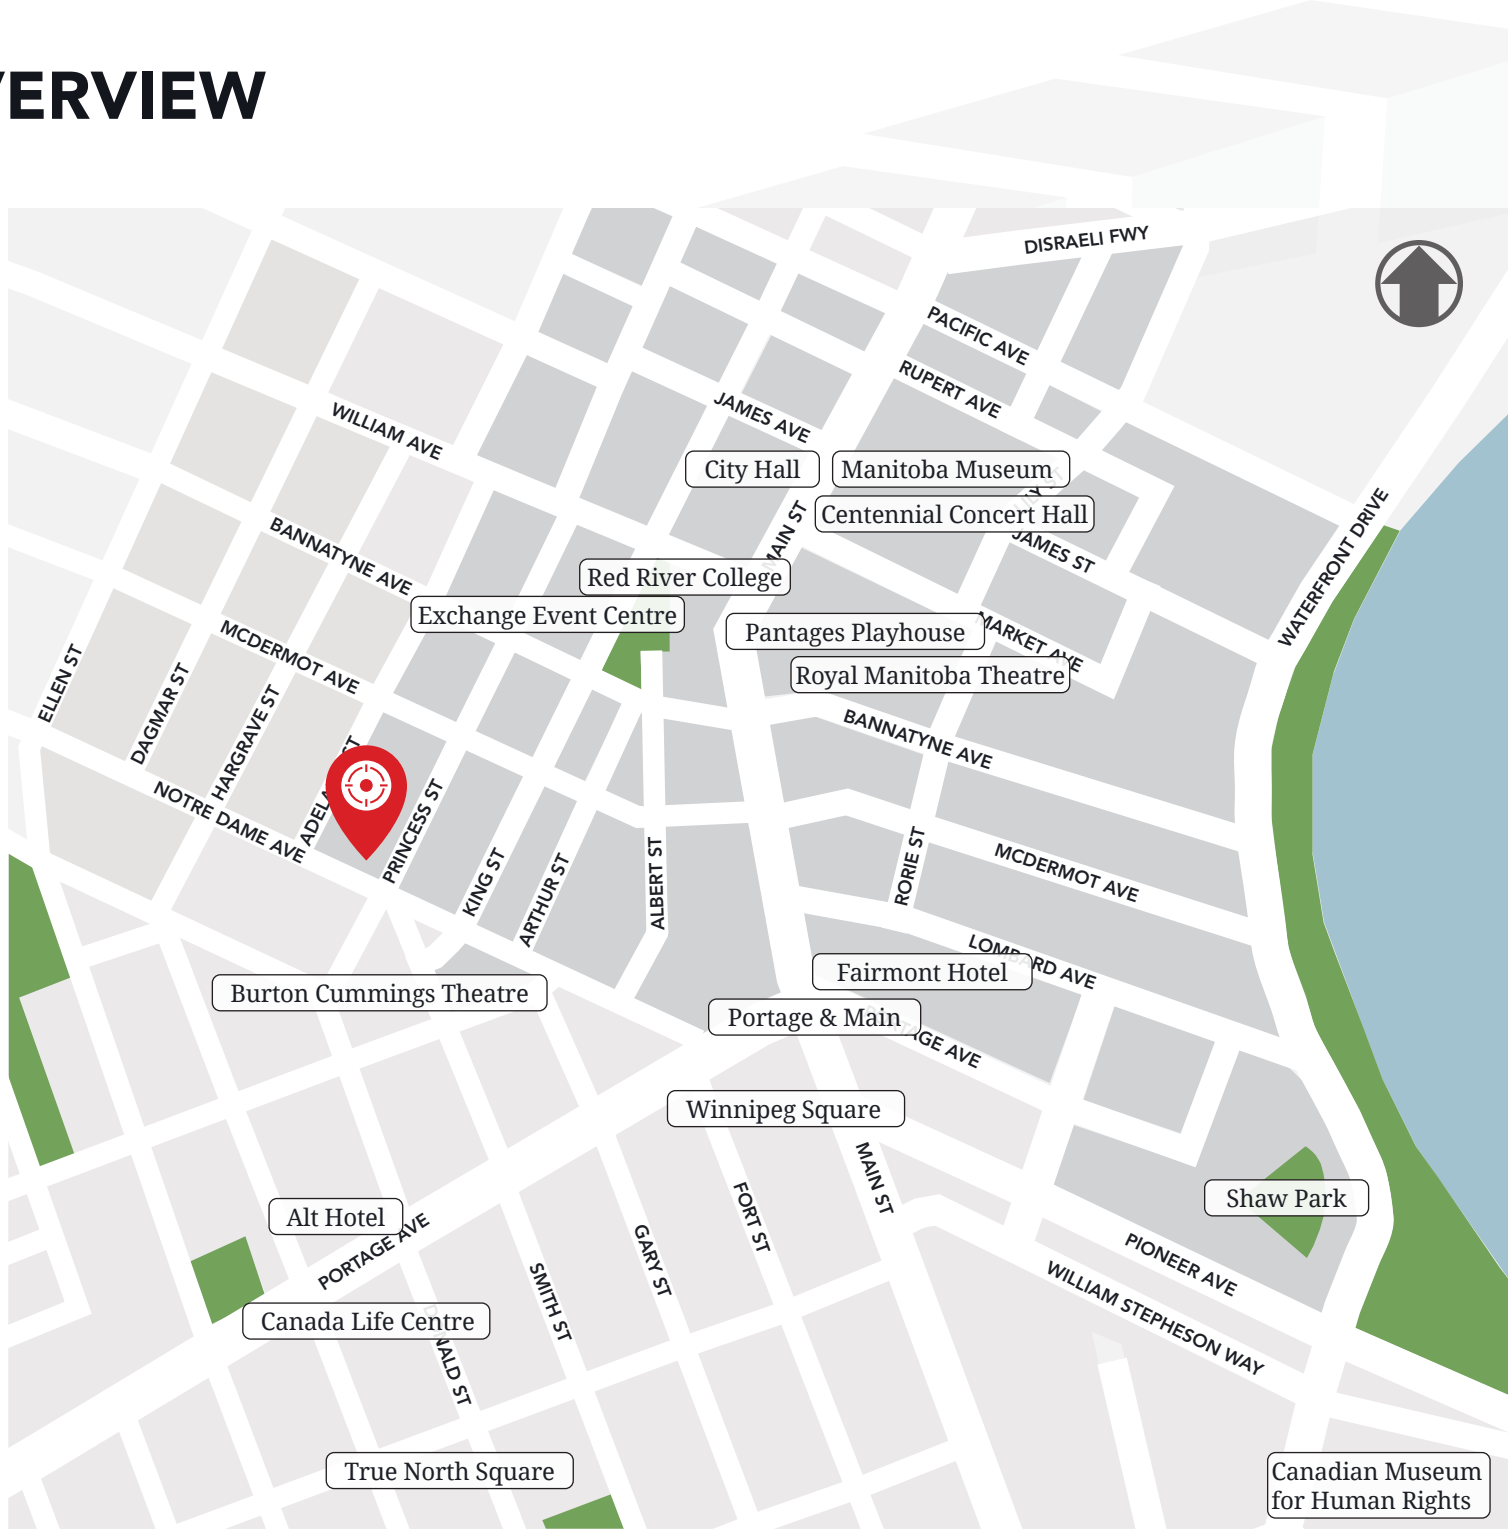 VERVIEW
DISRAELI FWY
PACIFIC AVE
RUPERT AVE
JAMES AVE
WILLIAM AVE
City Hall
Manitoba Museum
Centennial Concert Hall
MAIN ST
JAMES ST
WATERFRONT DRIVE
BANNATYNE AVE
Red River College
Exchange Event Centre
Pantages Playhouse
MARKET AVE
Royal Manitoba Theatre
MCDERMOT AVE
ELLEN ST
DAGMAR ST
HARGRAVE ST
BANNATYNE AVE
NOTRE DAME AVE
PRINCESS ST
KING ST
ARTHUR ST
ALBERT ST
RORIE ST
MCDERMOT AVE
LOMBARD AVE
Fairmont Hotel
Burton Cummings Theatre
Portage & Main
AVE
Winnipeg Square
MAIN ST
FORT ST
GARY ST
SMITH ST
Shaw Park
Alt Hotel
PORTAGE AVE
PIONEER AVE
WILLIAM STEPHESON WAY
Canada Life Centre
ST
True North Square
Canadian Museum
for Human Rights